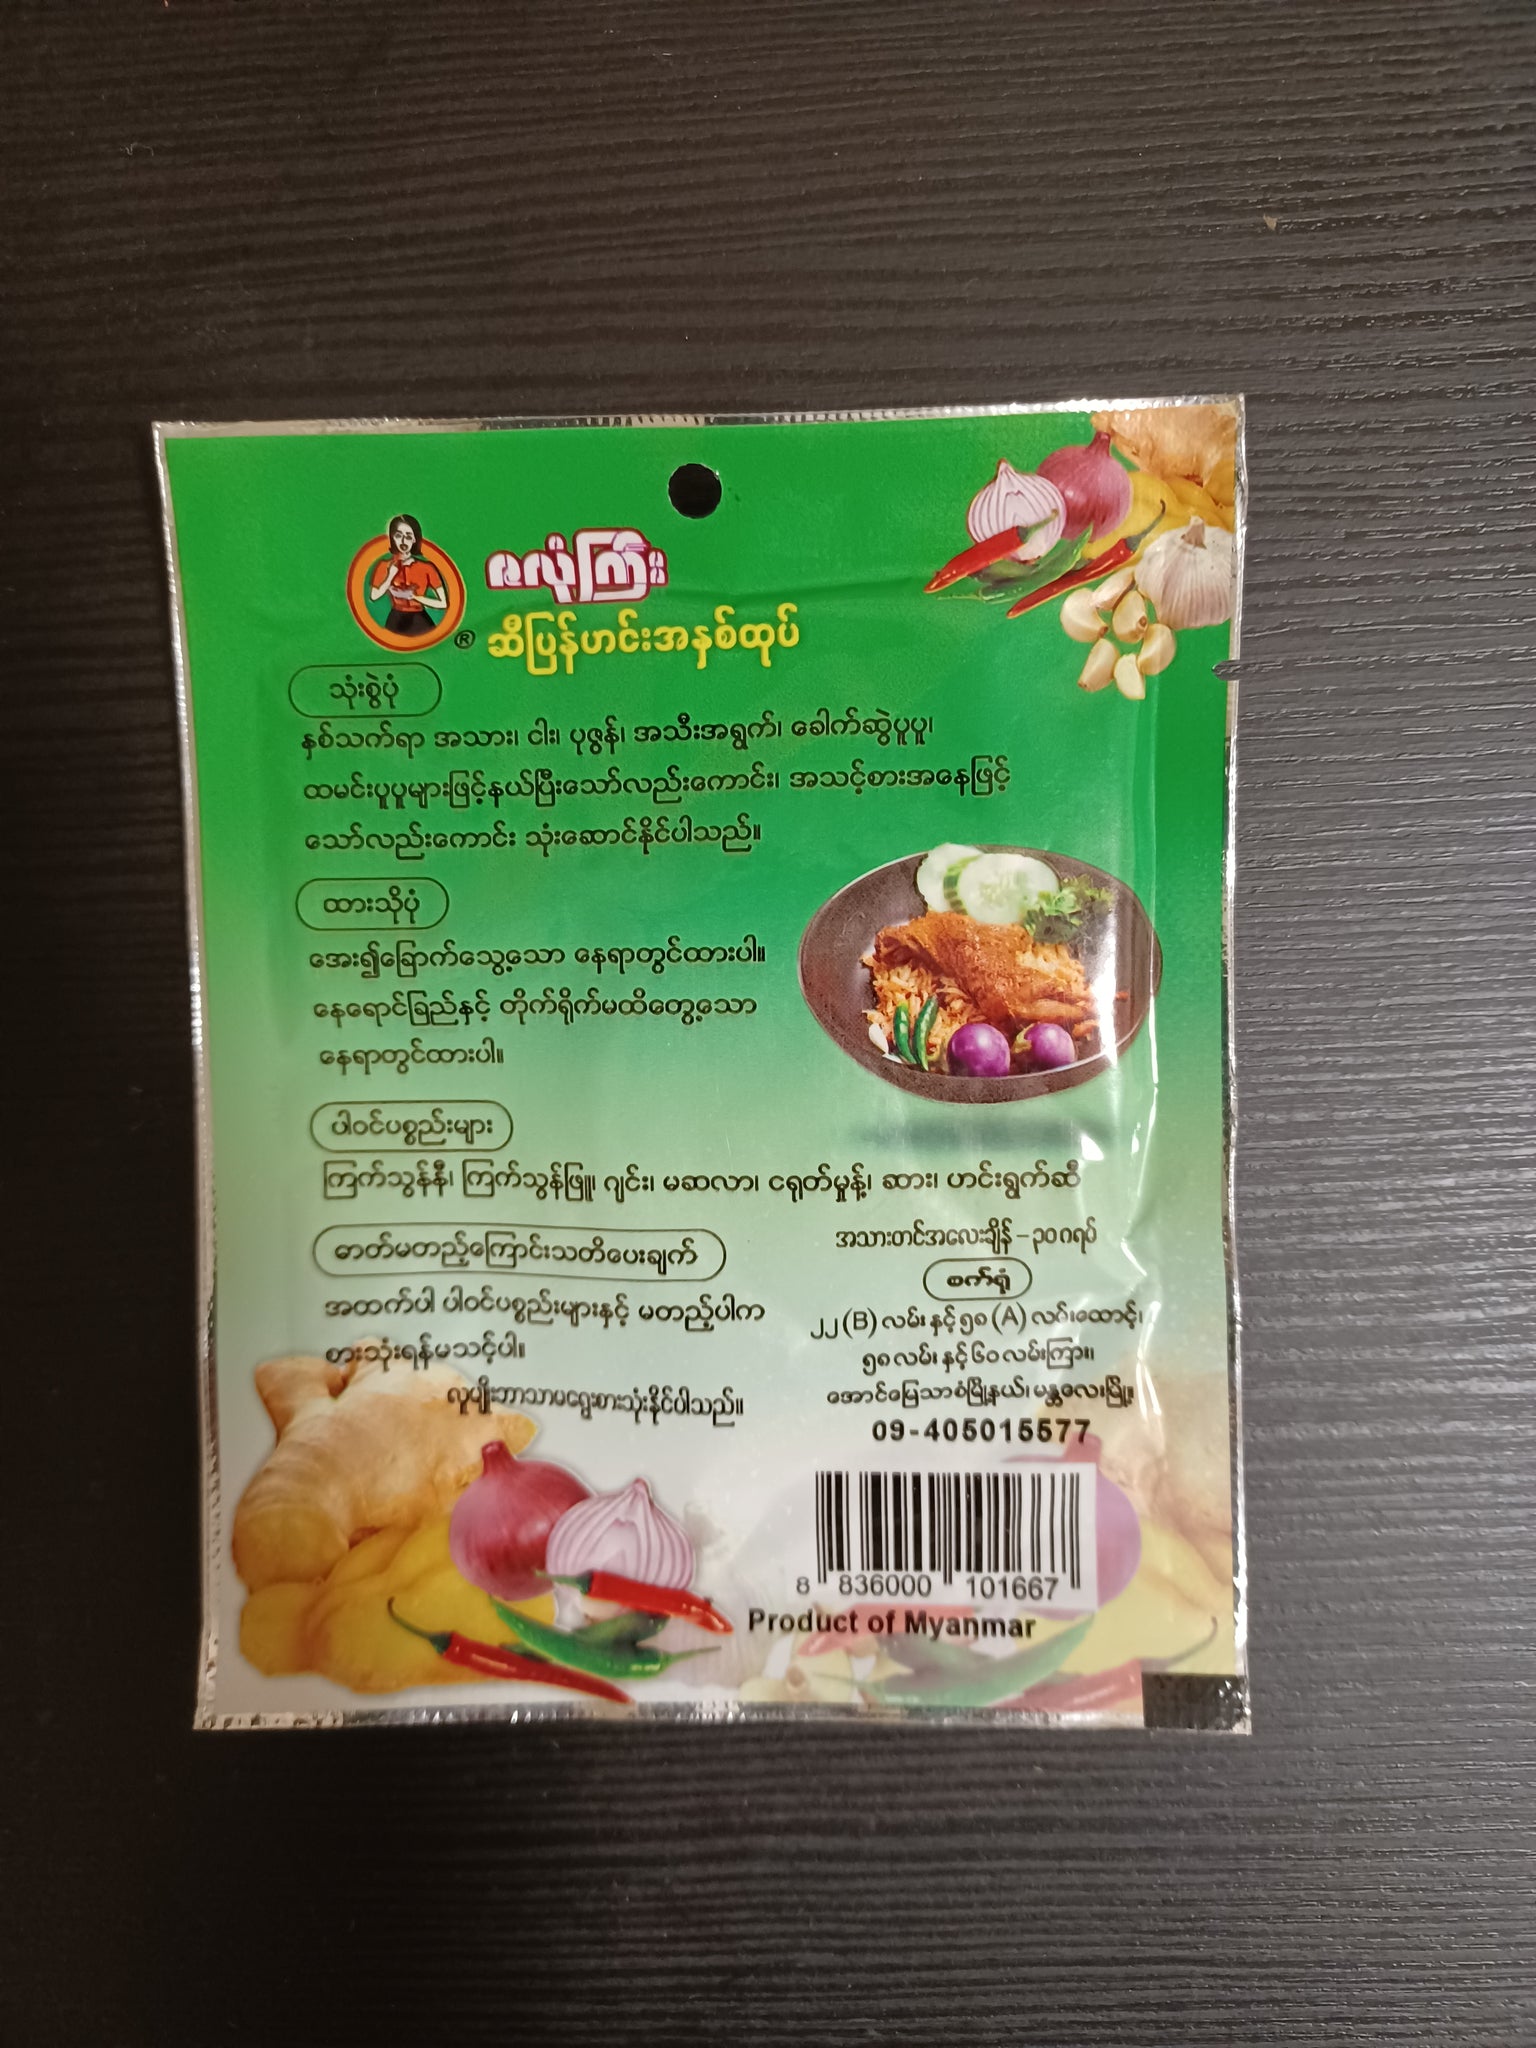 ဇလုံကြီး
®
ဆီပြန်ဟင်းအနှစ်ထုပ်
သုံးစွဲပုံ
နှစ်သက်ရာ အသား၊ ငါး၊ ပုဇွန်၊ အသီးအရွက်၊ ခေါက်ဆွဲပူပူ၊
ထမင်းပူပူများဖြင့်နယ်ပြီးသော်လည်းကောင်း၊ အသင့်စားအနေဖြင့်
သော်လည်းကောင်း သုံးဆောင်နိုင်ပါသည်။
ထားသိုပုံ
အေး၍ခြောက်သွေ့သော နေရာတွင်ထားပါ။
နေရောင်ခြည်နှင့် တိုက်ရိုက်မထိတွေ့သော
နေရာတွင်ထားပါ။
ပါဝင်ပစ္စည်းများ
ကြက်သွန်နီ၊ ကြက်သွန်ဖြူ၊ ဂျင်း၊ မဆလာ၊ ငရုတ်မှုန့်၊ ဆား၊ ဟင်းရွက်ဆီ
ဓာတ်မတည့်ကြောင်းသတိပေးချက်
အထက်ပါ ပါဝင်ပစ္စည်းများနှင့် မတည့်ပါက
စားသုံးရန်မသင့်ပါ။
လူမျိုးဘာသာမရွေးစားသုံးနိုင်ပါသည်။
အသားတင်အလေးချိန် – ၃၀ ဂရပ်
စက်ရုံ
၂၂ (B) လမ်း နှင့် ၅၈ (A) လမ်းထောင့်၊
၅၈ လမ်း နှင့် ၆၀ လမ်းကြား၊
အောင်မြေသာစံမြို့နယ်၊ မန္တလေးမြို့။
09-405015577
8 836000 101667
Product of Myanmar